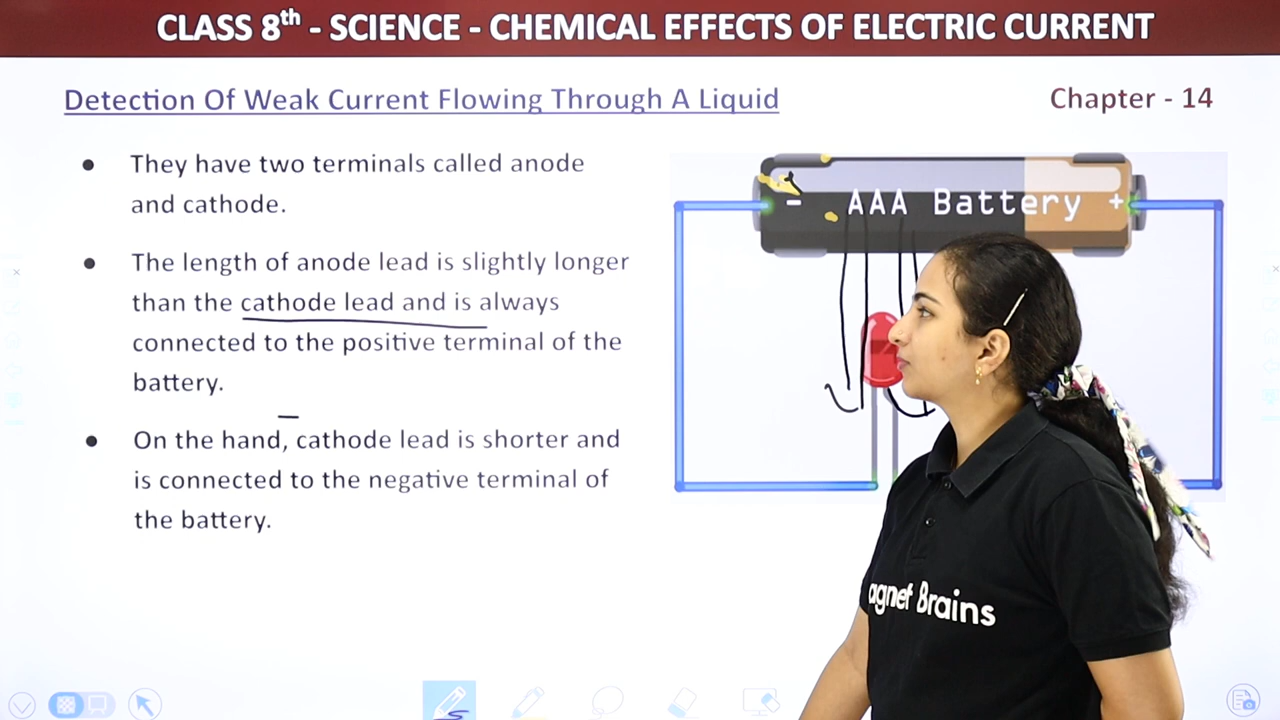 CLASS 8th - SCIENCE - CHEMICAL EFFECTS OF ELECTRIC CURRENT
Detection Of Weak Current Flowing Through A Liquid
Chapter - 14
• They have two terminals called anode
and cathode.
• The length of anode lead is slightly longer
than the cathode lead and is always
connected to the positive terminal of the
battery.
• On the hand, cathode lead is shorter and
is connected to the negative terminal of
the battery.
- AAA Battery +
agnet Brains